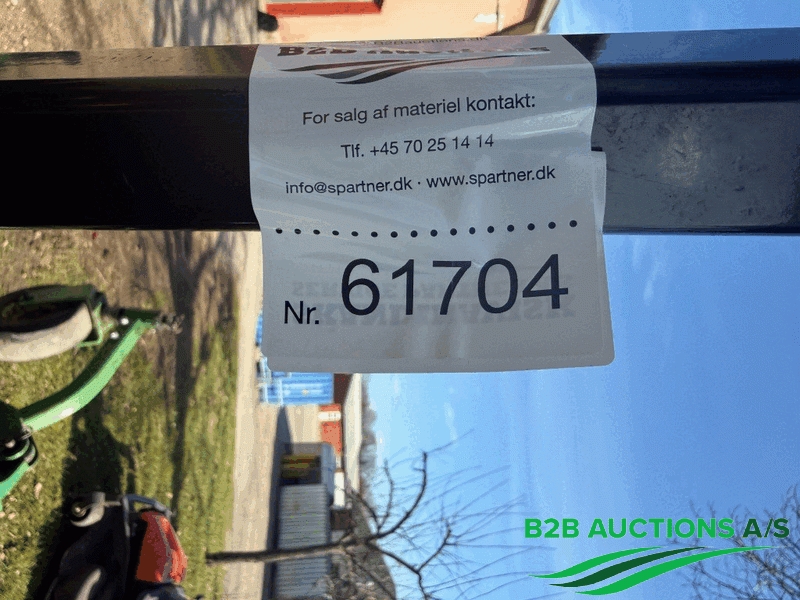 For salg af materiel kontakt:
Tlf. +45 70 25 14 14
info@spartner.dk · www.spartner.dk
Nr. 61704
B2B AUCTIONS A/S